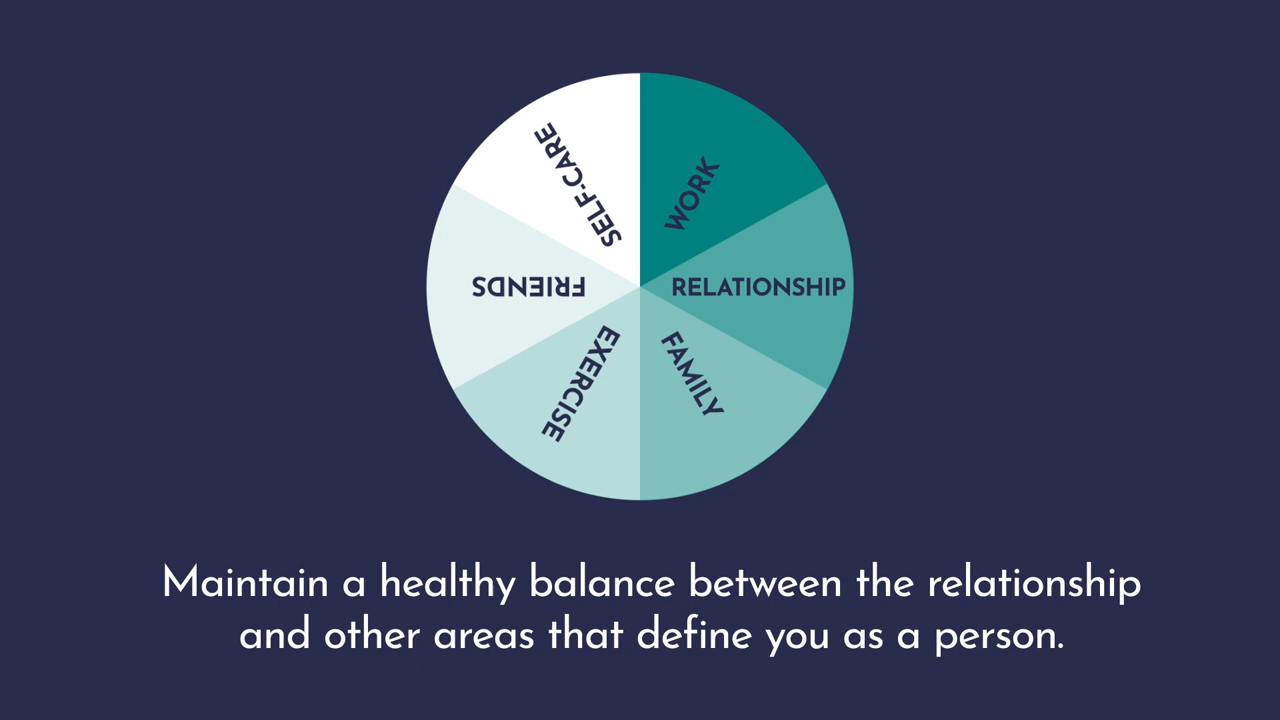 WORK
RELATIONSHIP
FAMILY
EXERCISE
FRIENDS
SELF-CARE
Maintain a healthy balance between the relationship
and other areas that define you as a person.